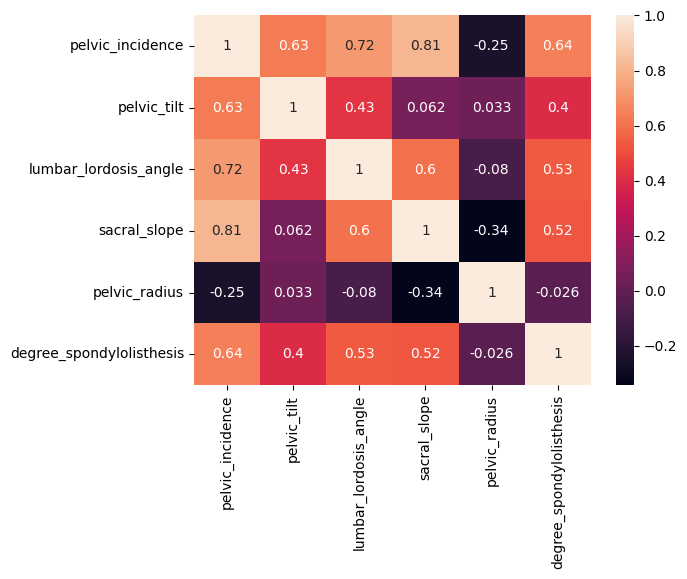 pelvic_incidence 1 0.63 0.72 0.81 -0.25 0.64
pelvic_tilt 0.63 1 0.43 0.062 0.033 0.4
lumbar_lordosis_angle 0.72 0.43 1 0.6 -0.08 0.53
sacral_slope 0.81 0.062 0.6 1 -0.34 0.52
pelvic_radius -0.25 0.033 -0.08 -0.34 1 -0.026
degree_spondylolisthesis 0.64 0.4 0.53 0.52 -0.026 1
pelvic_incidence
pelvic_tilt
lumbar_lordosis_angle
sacral_slope
pelvic_radius
degree_spondylolisthesis
1.0
0.8
0.6
0.4
0.2
0.0
−0.2